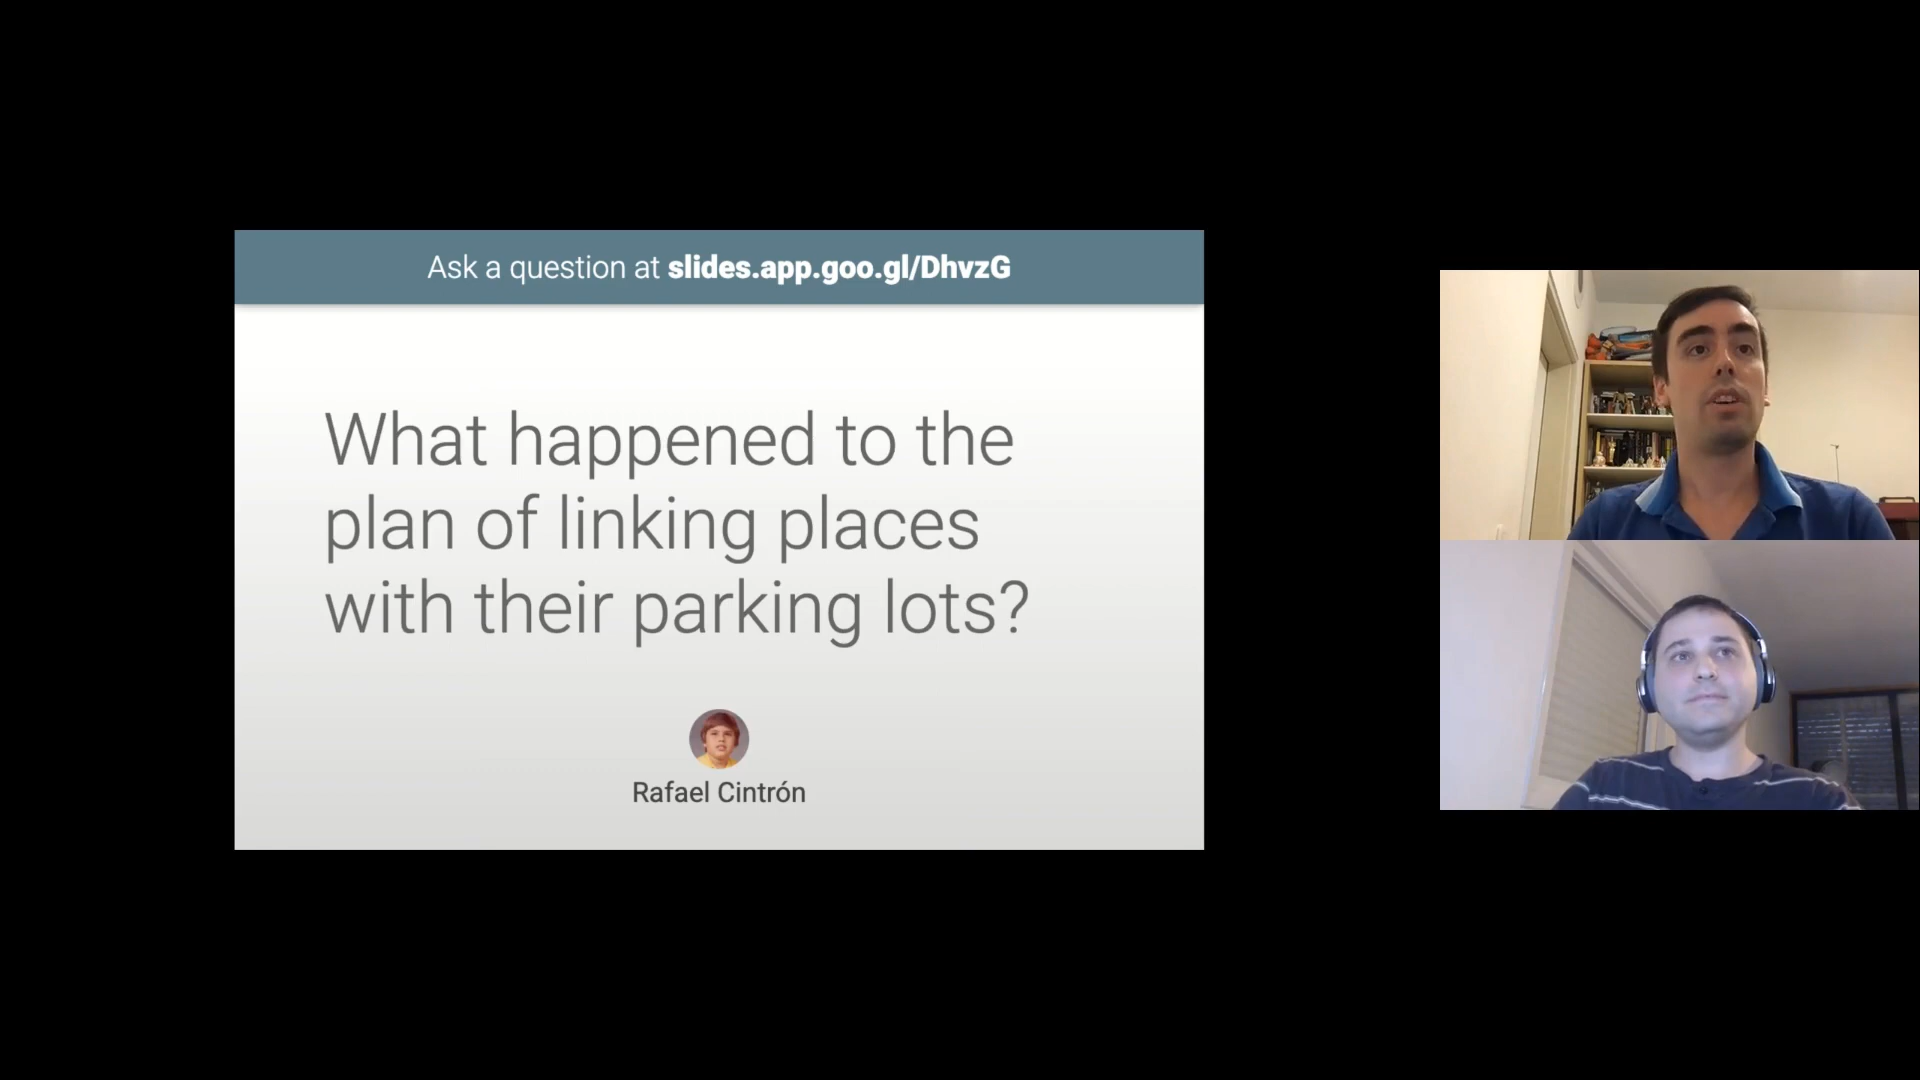 Ask a question at slides.app.goo.gl/DhvzG
What happened to the
plan of linking places
with their parking lots?
Rafael Cintrón